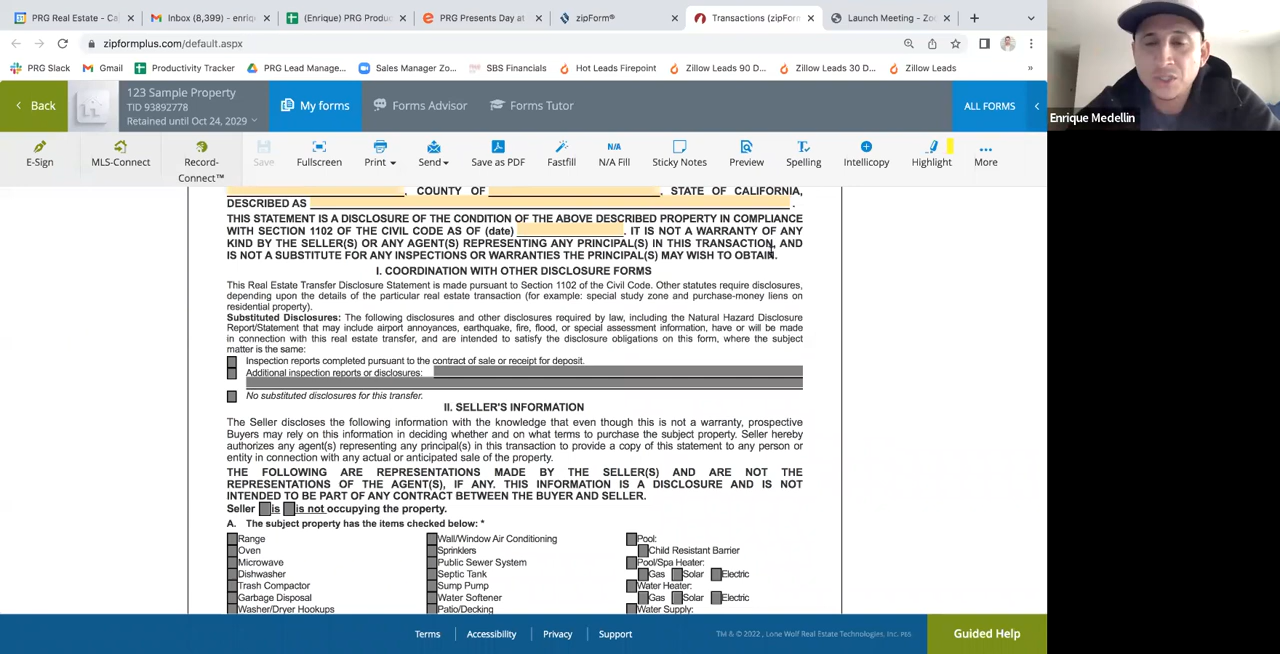 PRG Real Estate - Cal
Inbox (8,399) - enriq
(Enrique) PRG Produc
PRG Presents Day at
zipForm®
Transactions (zipForm
Launch Meeting - Zoo
zipformplus.com/default.aspx
PRG Slack
Gmail
Productivity Tracker
PRG Lead Manage...
Sales Manager Zo...
SBS Financials
Hot Leads Firepoint
Zillow Leads 90 D...
Zillow Leads 30 D...
Zillow Leads
»
Back
123 Sample Property
TID 93892778
Retained until Oct 24, 2029
My forms
Forms Advisor
Forms Tutor
ALL FORMS
Enrique Medellin
E-Sign
MLS-Connect
Record-
Connect™
Save
Fullscreen
Print
Send
Save as PDF
Fastfill
N/A
N/A Fill
Sticky Notes
Preview
Spelling
Intellicopy
Highlight
More
, COUNTY OF , STATE OF CALIFORNIA,
DESCRIBED AS .
THIS STATEMENT IS A DISCLOSURE OF THE CONDITION OF THE ABOVE DESCRIBED PROPERTY IN COMPLIANCE
WITH SECTION 1102 OF THE CIVIL CODE AS OF (date) . IT IS NOT A WARRANTY OF ANY
KIND BY THE SELLER(S) OR ANY AGENT(S) REPRESENTING ANY PRINCIPAL(S) IN THIS TRANSACTION, AND
IS NOT A SUBSTITUTE FOR ANY INSPECTIONS OR WARRANTIES THE PRINCIPAL(S) MAY WISH TO OBTAIN.
I. COORDINATION WITH OTHER DISCLOSURE FORMS
This Real Estate Transfer Disclosure Statement is made pursuant to Section 1102 of the Civil Code. Other statutes require disclosures,
depending upon the details of the particular real estate transaction (for example: special study zone and purchase-money liens on
residential property).
Substituted Disclosures: The following disclosures and other disclosures required by law, including the Natural Hazard Disclosure
Report/Statement that may include airport annoyances, earthquake, fire, flood, or special assessment information, have or will be made
in connection with this real estate transfer, and are intended to satisfy the disclosure obligations on this form, where the subject
matter is the same:
Inspection reports completed pursuant to the contract of sale or receipt for deposit.
Additional inspection reports or disclosures:
No substituted disclosures for this transfer.
II. SELLER'S INFORMATION
The Seller discloses the following information with the knowledge that even though this is not a warranty, prospective
Buyers may rely on this information in deciding whether and on what terms to purchase the subject property. Seller hereby
authorizes any agent(s) representing any principal(s) in this transaction to provide a copy of this statement to any person or
entity in connection with any actual or anticipated sale of the property.
THE FOLLOWING ARE REPRESENTATIONS MADE BY THE SELLER(S) AND ARE NOT THE
REPRESENTATIONS OF THE AGENT(S), IF ANY. THIS INFORMATION IS A DISCLOSURE AND IS NOT
INTENDED TO BE PART OF ANY CONTRACT BETWEEN THE BUYER AND SELLER.
Seller is is not occupying the property.
A. The subject property has the items checked below: *
Range Wall/Window Air Conditioning Pool:
Oven Sprinklers Child Resistant Barrier
Microwave Public Sewer System Pool/Spa Heater:
Dishwasher Septic Tank Gas Solar Electric
Trash Compactor Sump Pump Water Heater:
Garbage Disposal Water Softener Gas Solar Electric
Washer/Dryer Hookups Patio/Decking Water Supply:
Terms
Accessibility
Privacy
Support
TM & © 2022 , Lone Wolf Real Estate Technologies, Inc. PES
Guided Help